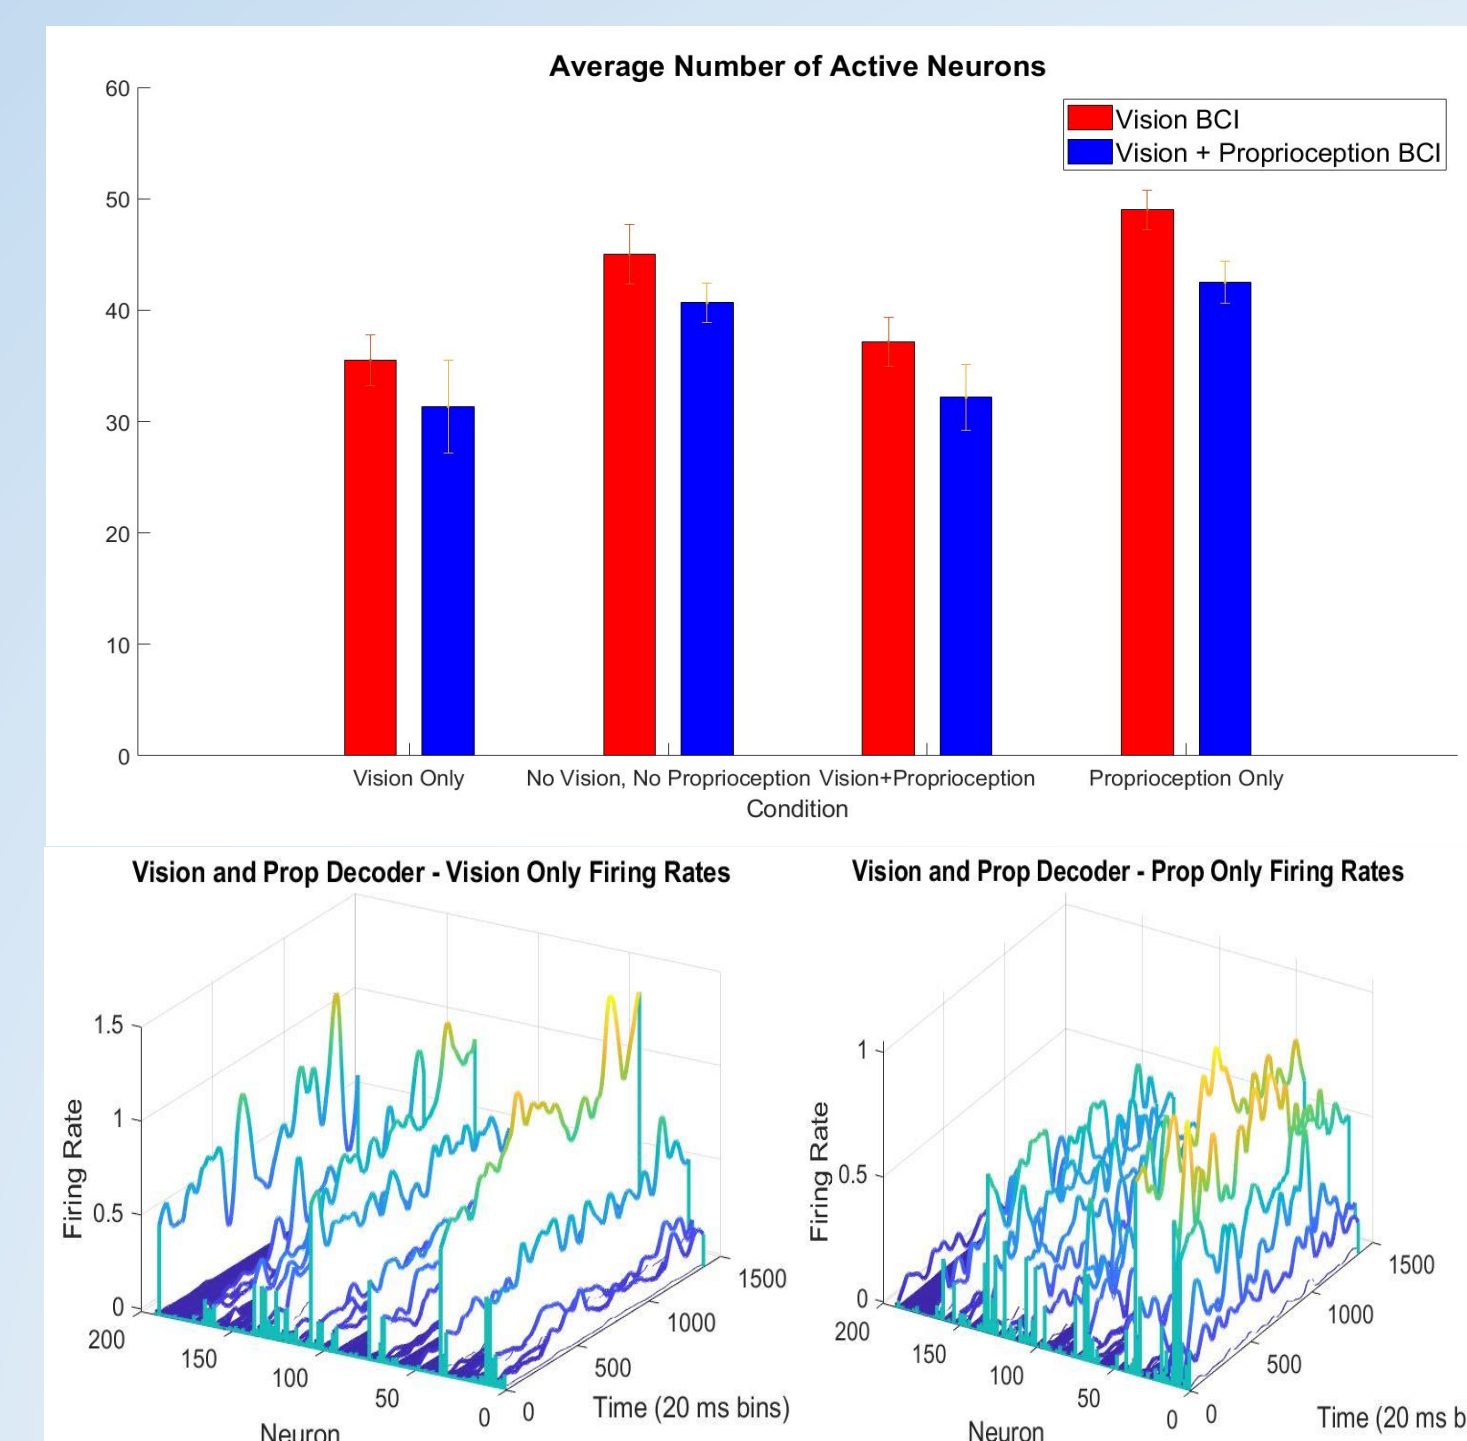 Average Number of Active Neurons
60
50
40
30
20
10
0
Vision BCI
Vision + Proprioception BCI
Vision Only
No Vision, No Proprioception
Vision+Proprioception
Proprioception Only
Condition
Vision and Prop Decoder - Vision Only Firing Rates
Firing Rate
1.5
1
0.5
0
200
150
100
50
0
Neuron
0
500
1000
1500
Time (20 ms bins)
Vision and Prop Decoder - Prop Only Firing Rates
Firing Rate
1
0.5
0
200
150
100
50
0
Neuron
0
500
1000
1500
Time (20 ms b